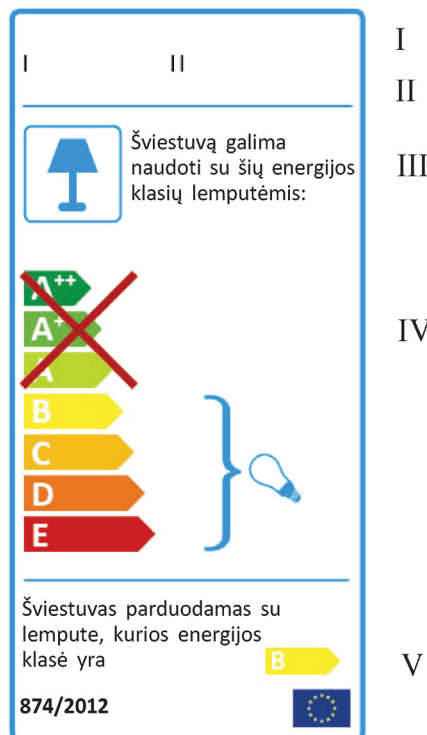 I II
I
II
Šviestuvą galima
naudoti su šių energijos
klasių lemputėmis:
III
A++
A+
A
IV
B
C
D
E
Šviestuvas parduodamas su
lempute, kurios energijos
klasė yra
B
V
874/2012